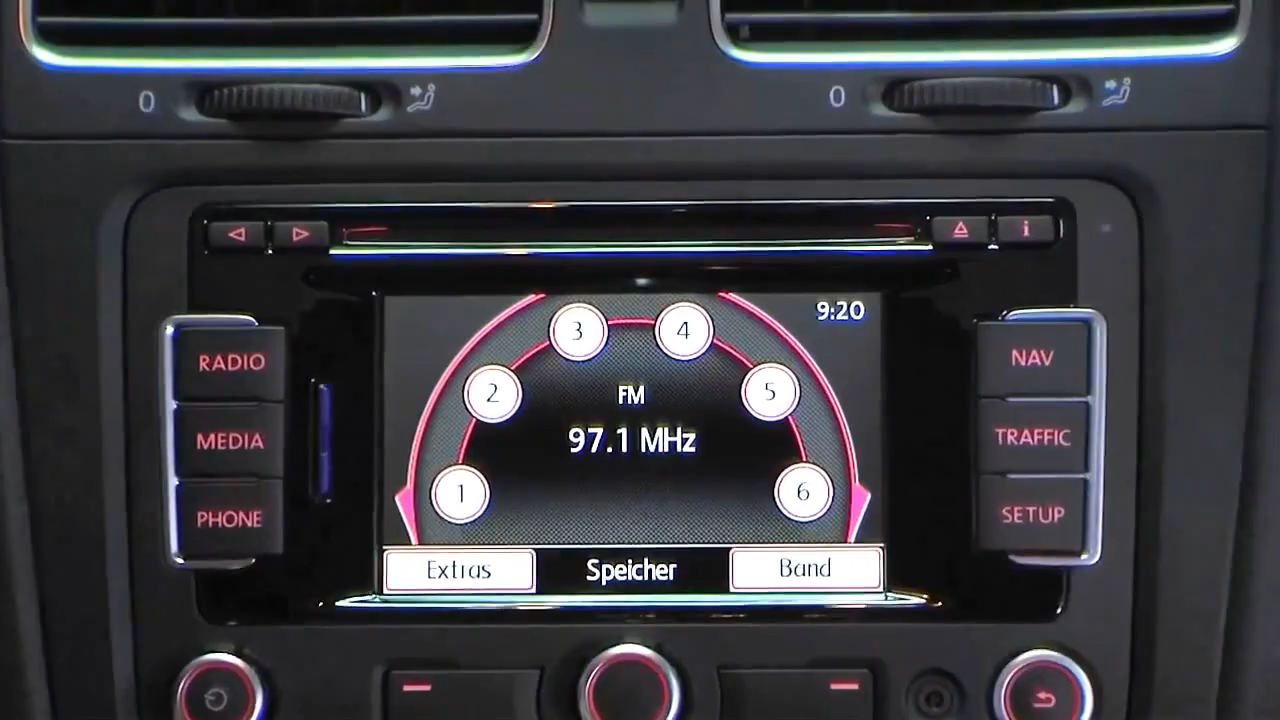 0
0
i
9:20
3
4
RADIO
NAV
2
FM
5
MEDIA
97.1 MHz
TRAFFIC
1
6
PHONE
SETUP
Extras
Speicher
Band